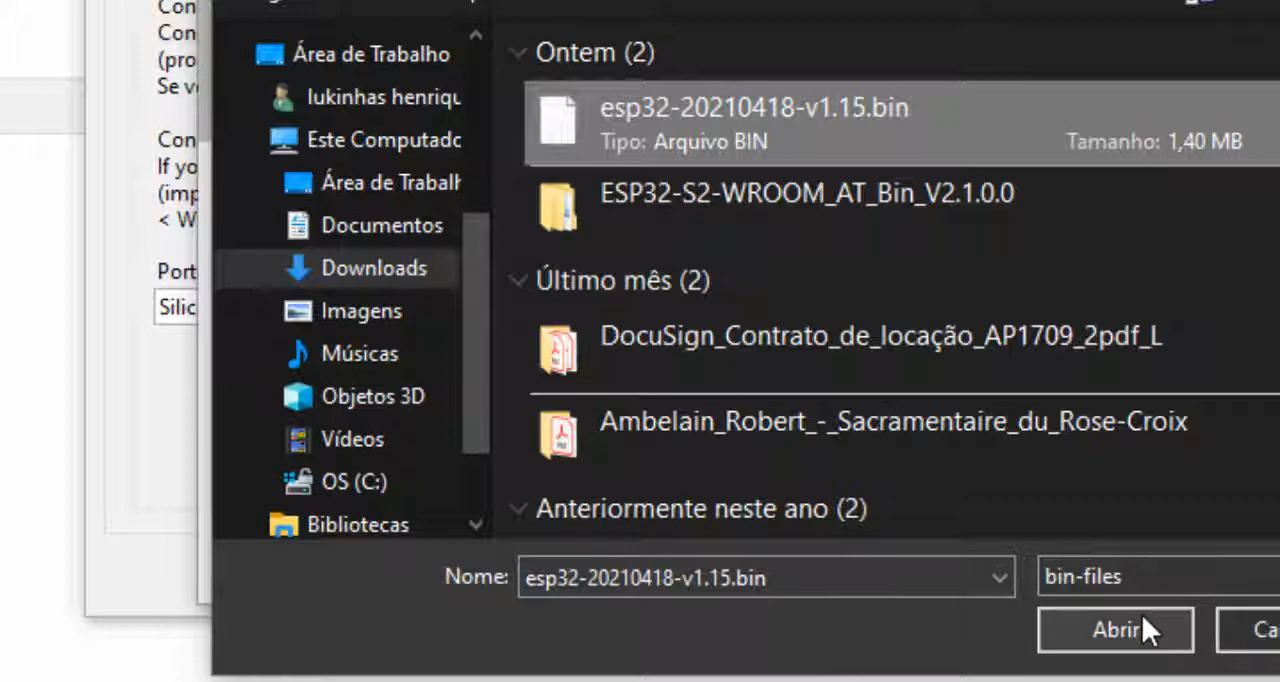 Con
Con
(pro
Se v
Con
If yo
(imp
< W
Port
Silic
Área de Trabalho
lukinhas henriqu
Este Computado
Área de Trabalh
Documentos
Downloads
Imagens
Músicas
Objetos 3D
Vídeos
OS (C:)
Bibliotecas
Ontem (2)
esp32-20210418-v1.15.bin
Tipo: Arquivo BIN Tamanho: 1,40 MB
ESP32-S2-WROOM_AT_Bin_V2.1.0.0
Último mês (2)
DocuSign_Contrato_de_locação_AP1709_2pdf_L
Ambelain_Robert_-_Sacramentaire_du_Rose-Croix
Anteriormente neste ano (2)
Nome: esp32-20210418-v1.15.bin bin-files
Abrir Ca